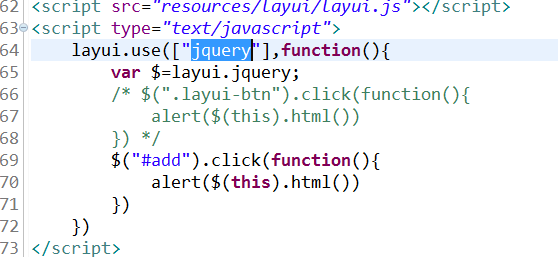 62 <script src="resources/layui/layui.js"></script>
63 <script type="text/javascript">
64 layui.use(["jquery"],function(){
65 var $=layui.jquery;
66 /* $(".layui-btn").click(function(){
67 alert($(this).html())
68 }) */
69 $("#add").click(function(){
70 alert($(this).html())
71 })
72 })
73 </script>